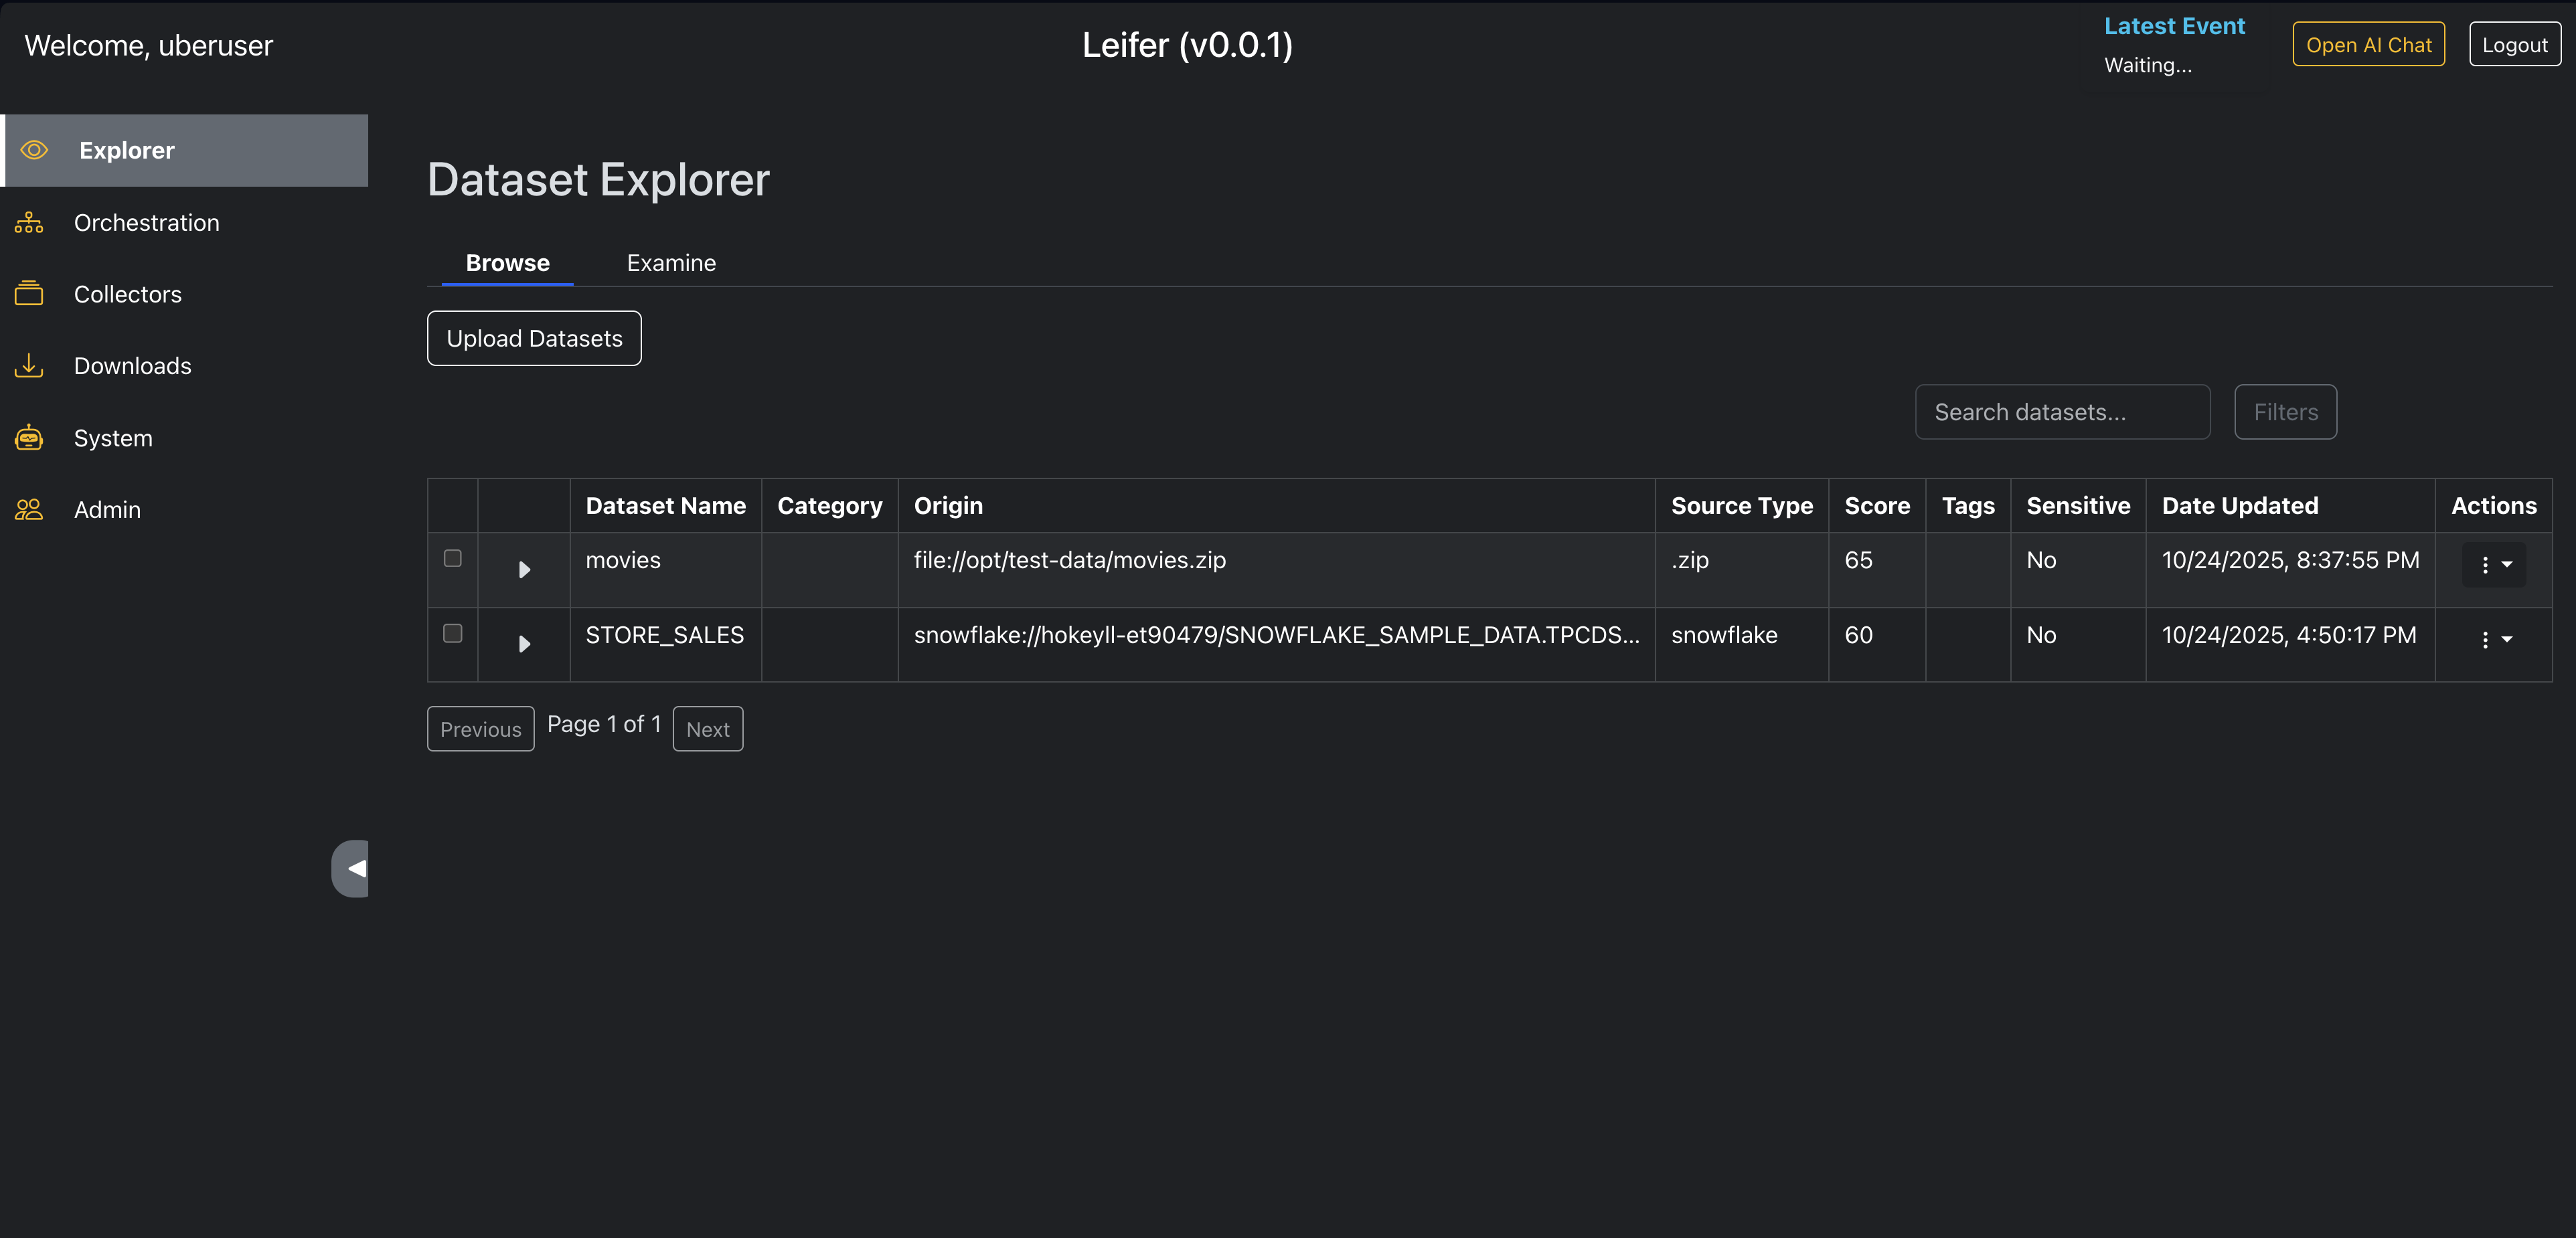 Welcome, uberuser
Leifer (v0.0.1)
Latest Event
Waiting...
Open AI Chat
Logout
Explorer
Orchestration
Collectors
Downloads
System
Admin
Dataset Explorer
Browse Examine
Upload Datasets
Search datasets... Filters
Dataset Name Category Origin Source Type Score Tags Sensitive Date Updated Actions
movies file://opt/test-data/movies.zip .zip 65 No 10/24/2025, 8:37:55 PM
STORE_SALES snowflake://hokeyll-et90479/SNOWFLAKE_SAMPLE_DATA.TPCDS... snowflake 60 No 10/24/2025, 4:50:17 PM
Previous Page 1 of 1 Next